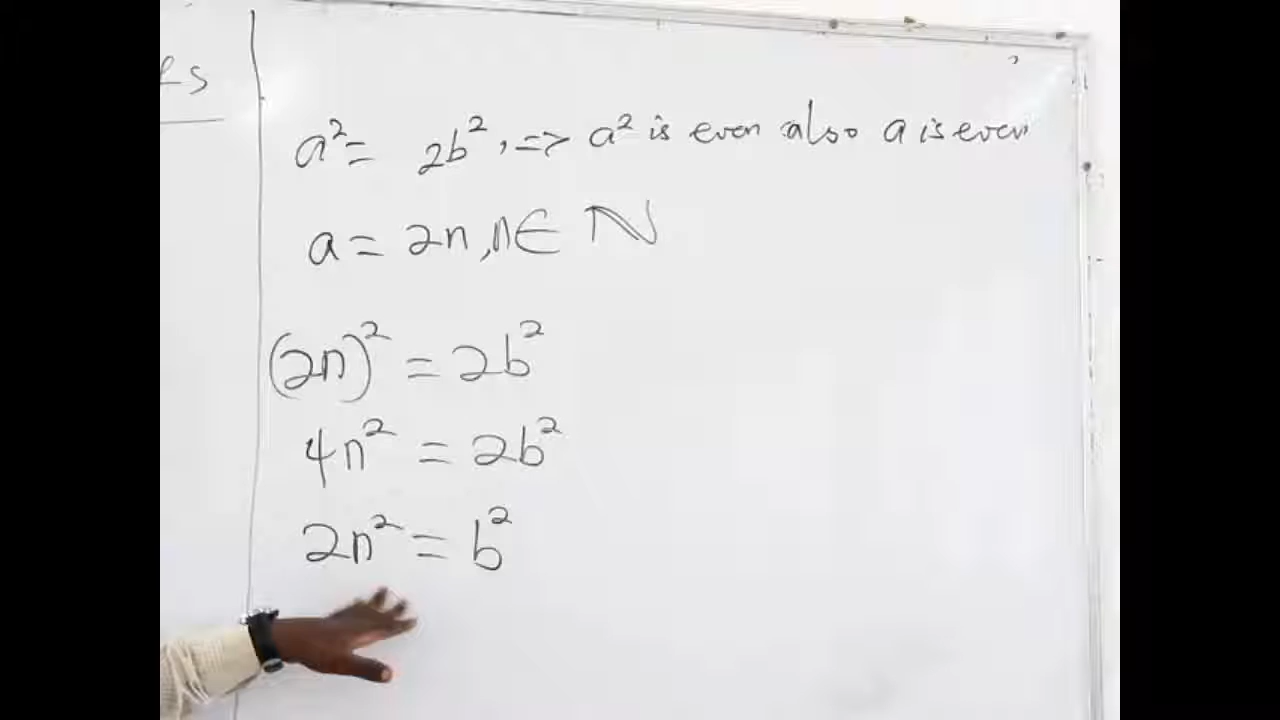 a² = 2b², => a² is even also a is even
a = 2n, n ∈ ℕ
(2n)² = 2b²
4n² = 2b²
2n² = b²